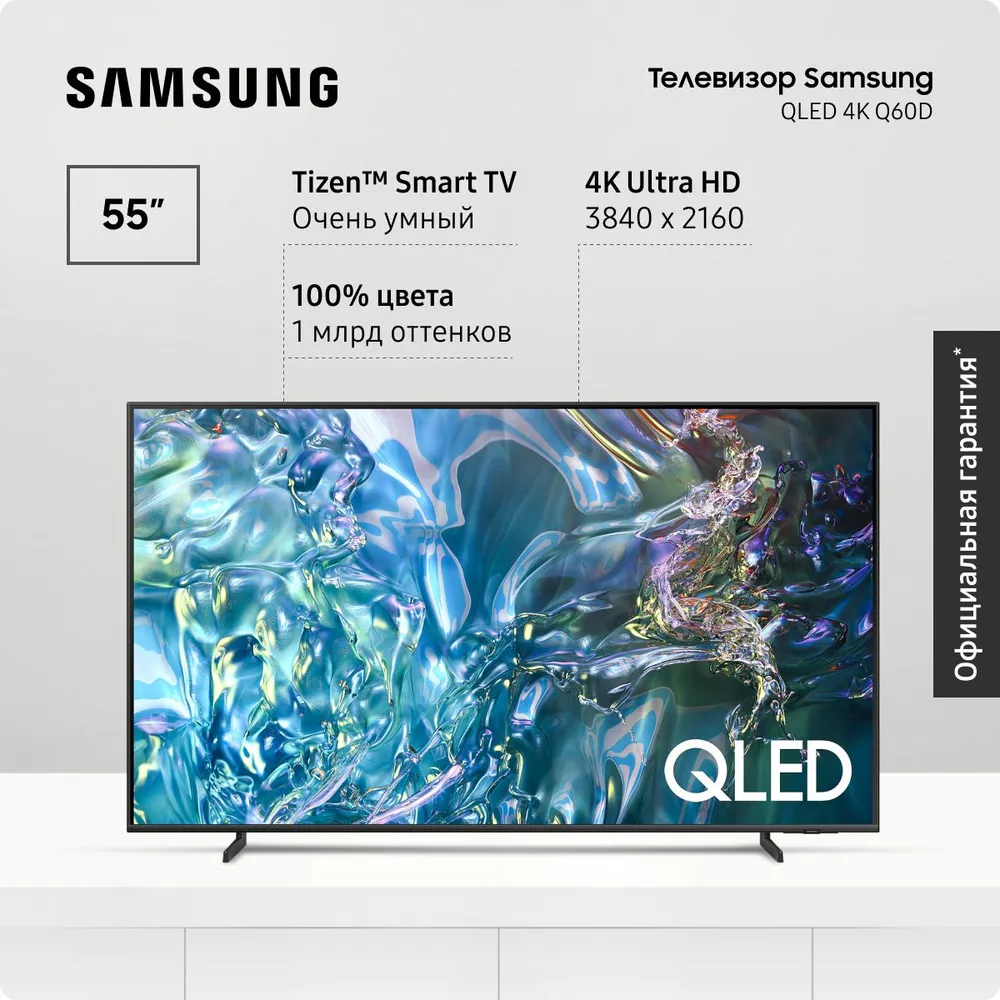 SAMSUNG
Телевизор Samsung
QLED 4K Q60D
55″
Tizen™ Smart TV
Очень умный
4K Ultra HD
3840 x 2160
100% цвета
1 млрд оттенков
Официальная гарантия*
QLED